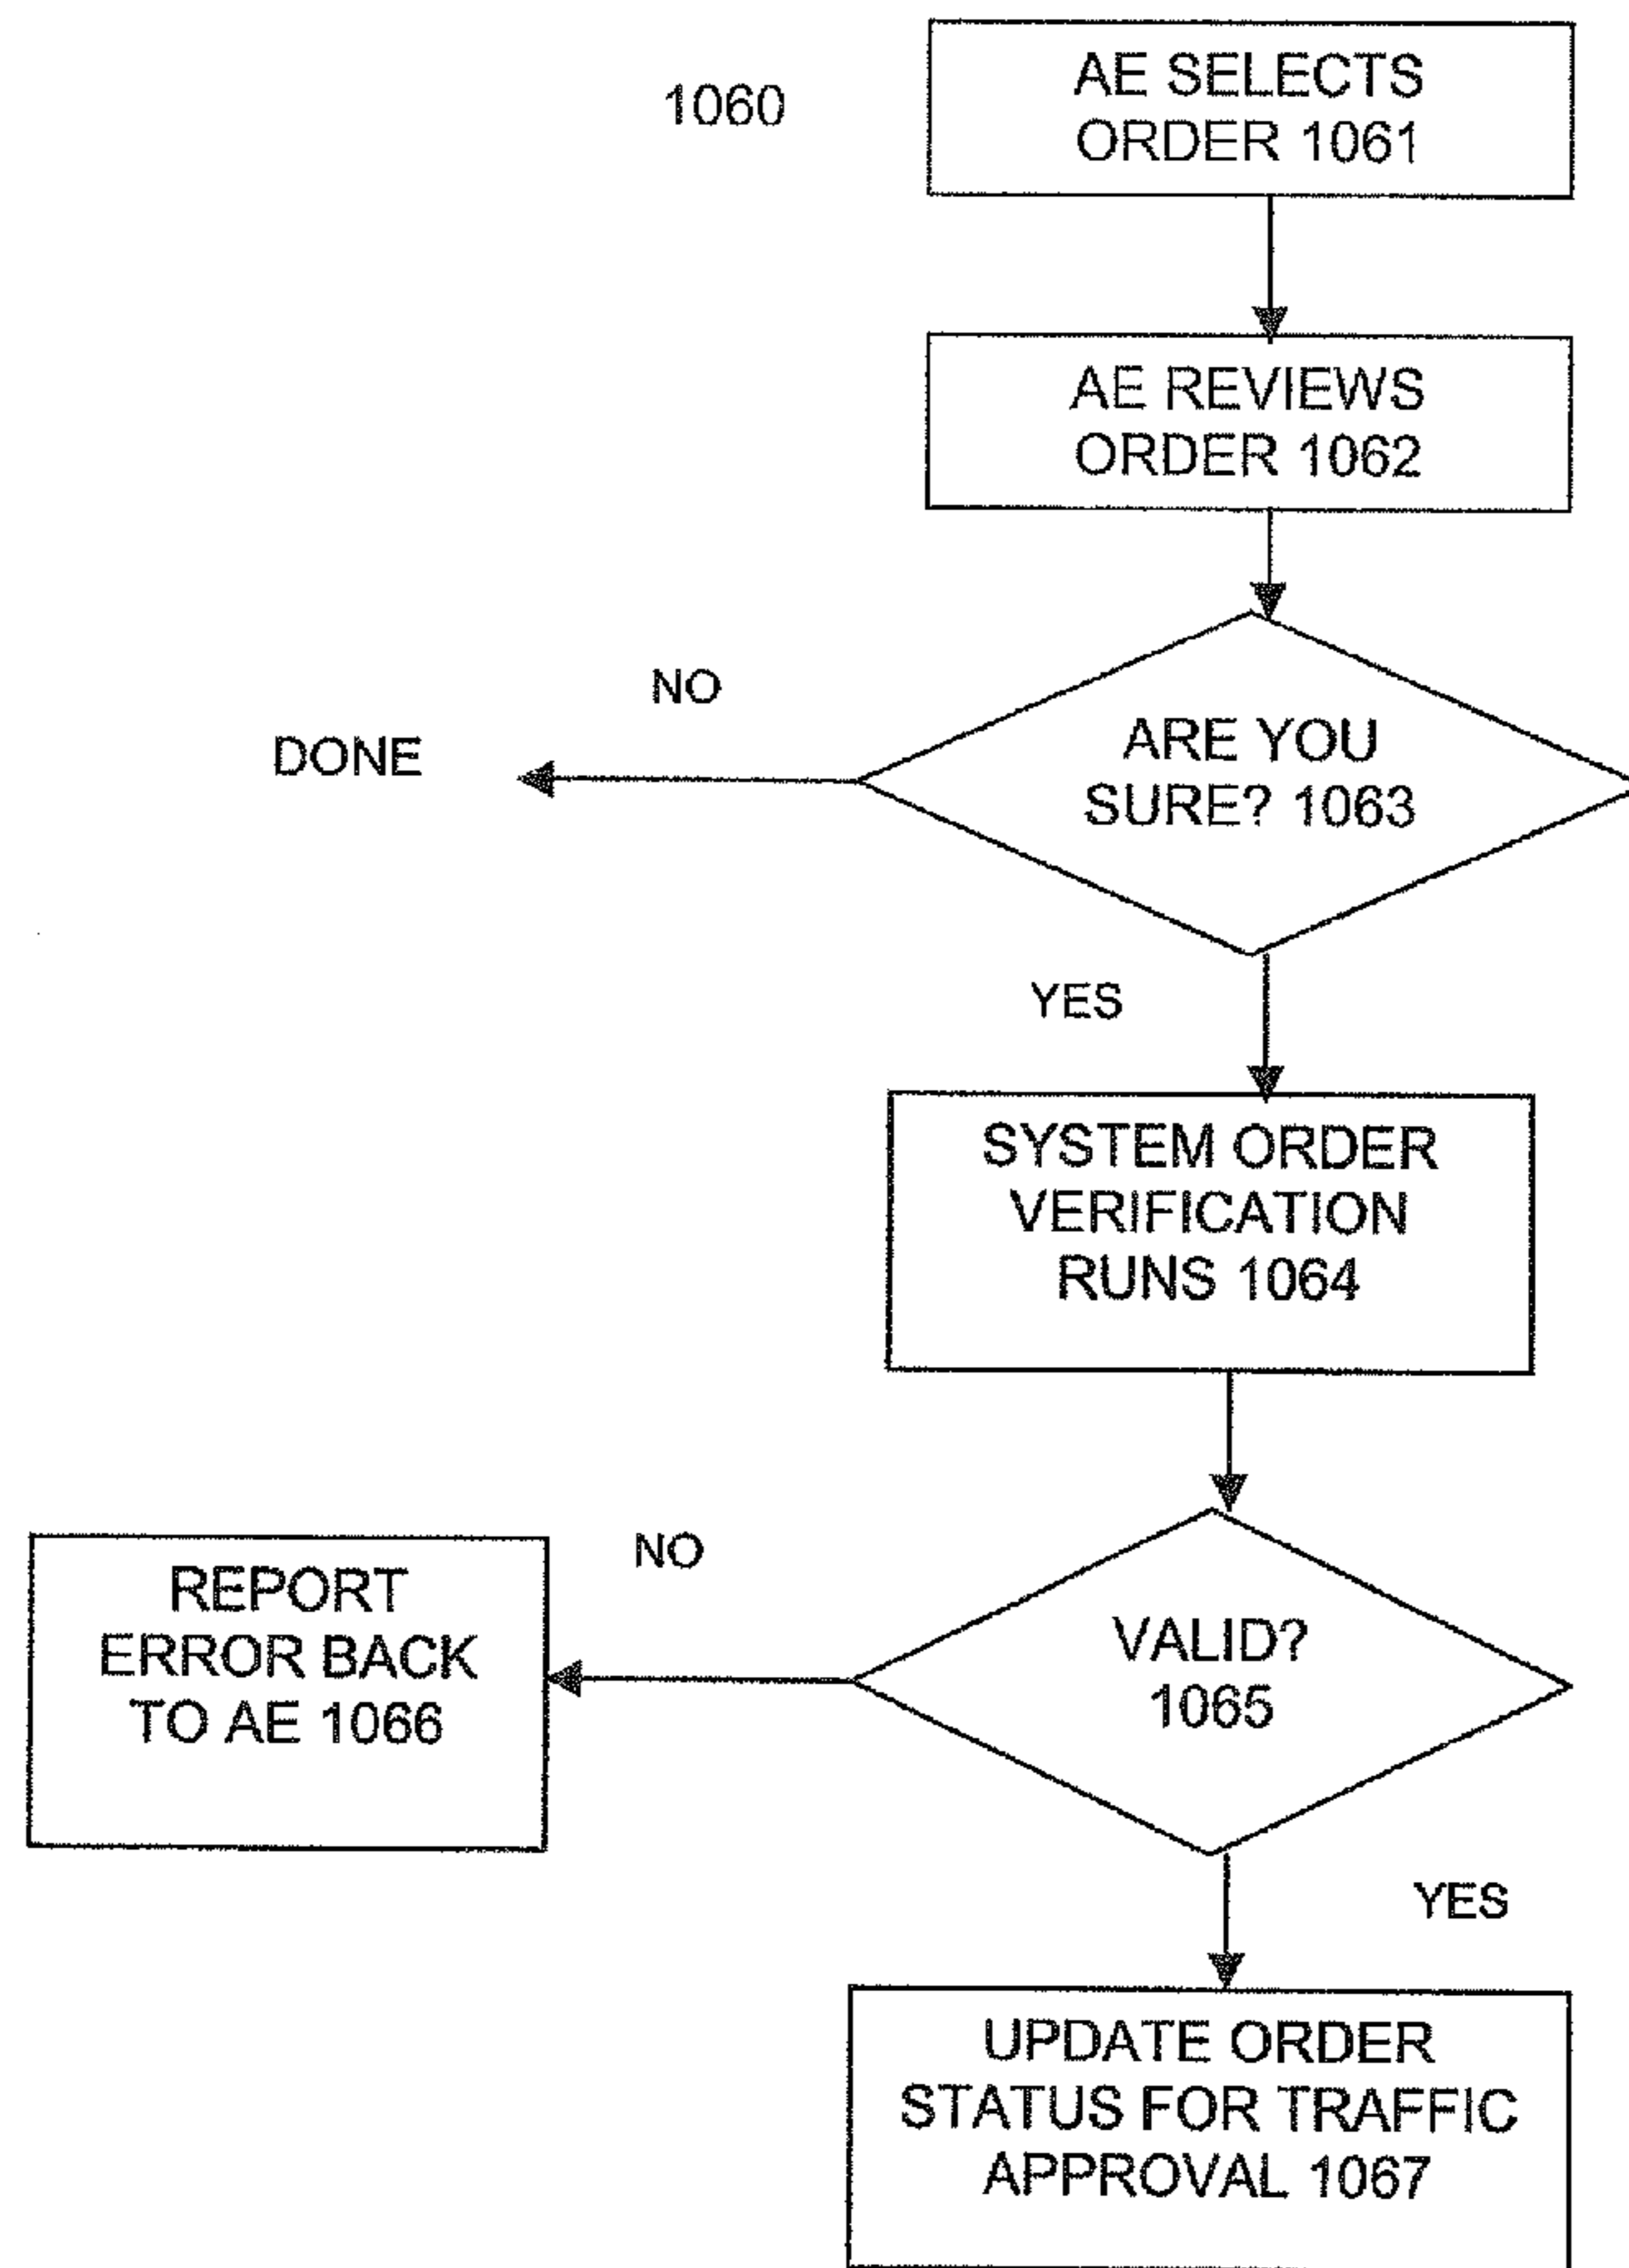 1060
AE SELECTS
ORDER 1061
AE REVIEWS
ORDER 1062
NO
DONE
ARE YOU
SURE? 1063
YES
SYSTEM ORDER
VERIFICATION
RUNS 1064
NO
REPORT
ERROR BACK
TO AE 1066
VALID?
1065
YES
UPDATE ORDER
STATUS FOR TRAFFIC
APPROVAL 1067